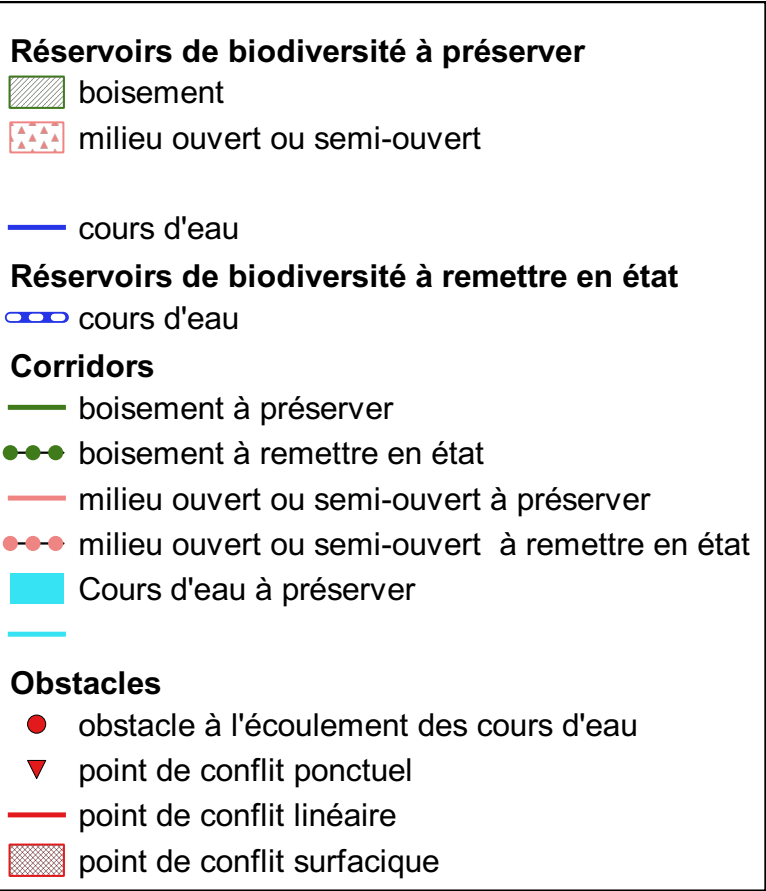 Réservoirs de biodiversité à préserver
boisement
milieu ouvert ou semi-ouvert
cours d'eau
Réservoirs de biodiversité à remettre en état
cours d'eau
Corridors
boisement à préserver
boisement à remettre en état
milieu ouvert ou semi-ouvert à préserver
milieu ouvert ou semi-ouvert  à remettre en état
Cours d'eau à préserver
Obstacles
obstacle à l'écoulement des cours d'eau
point de conflit ponctuel
point de conflit linéaire
point de conflit surfacique